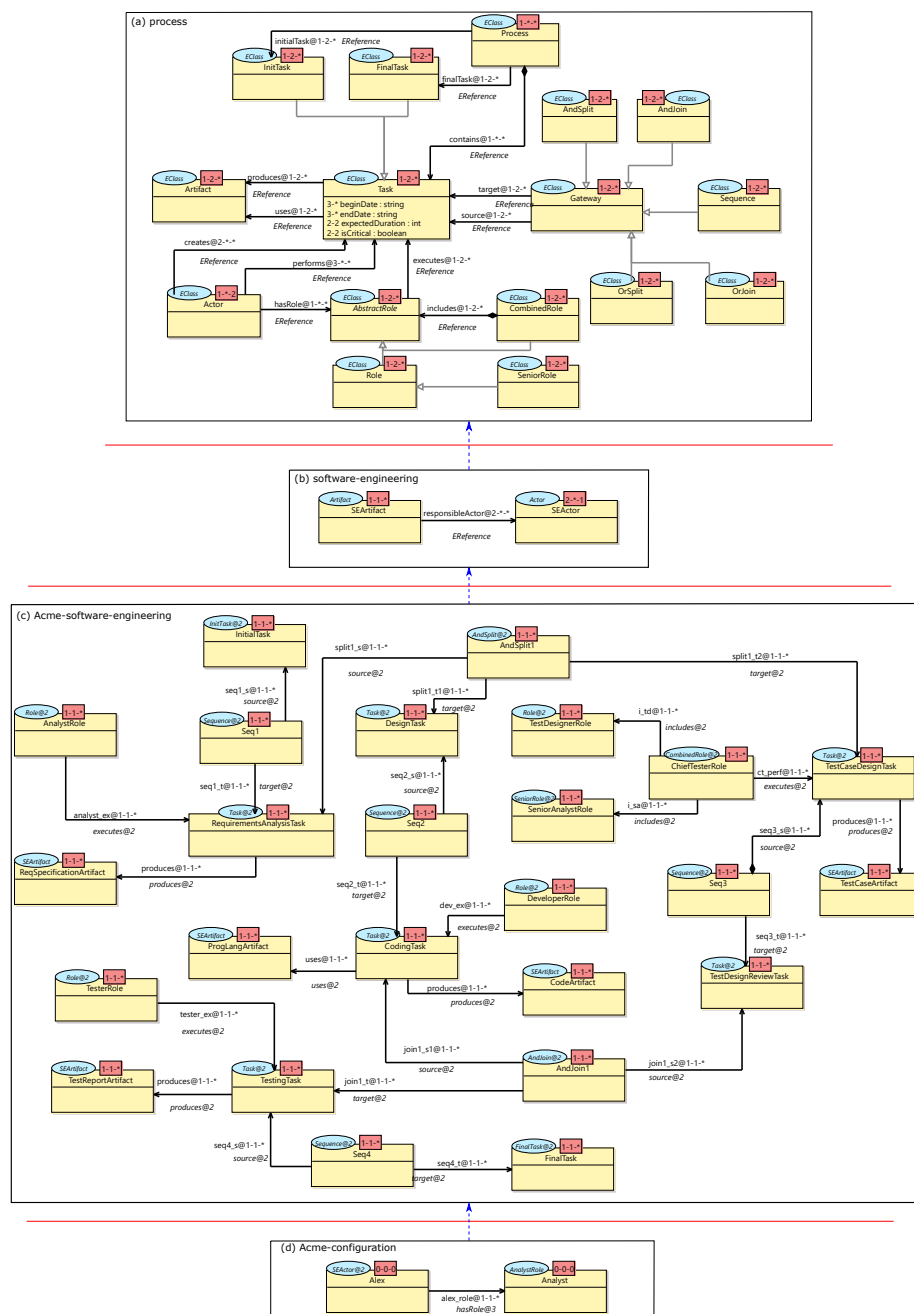 (a) process
EClass 1-*-*
Process
initialTask@1-2-*
EReference
EClass 1-2-*
InitTask
EClass 1-2-*
FinalTask
finalTask@1-2-*
EReference
EClass 1-2-*
AndSplit
1-2-* EClass
AndJoin
contains@1-*-*
EReference
EClass 1-2-*
Artifact
produces@1-2-*
EReference
uses@1-2-*
EReference
EClass 1-2-*
Task
3-* beginDate : string
3-* endDate : string
2-2 expectedDuration : int
2-2 isCritical : boolean
target@1-2-*
EReference
source@1-2-*
EReference
EClass 1-2-*
Gateway
EClass 1-2-*
Sequence
creates@2-*-*
EReference
performs@3-*-*
EReference
executes@1-2-*
EReference
EClass 1-*-2
Actor
hasRole@1-*-*
EReference
EClass 1-2-*
AbstractRole
includes@1-2-*
EReference
EClass 1-2-*
CombinedRole
EClass 1-2-*
OrSplit
EClass 1-2-*
OrJoin
EClass 1-2-*
Role
EClass 1-2-*
SeniorRole
(b) software-engineering
Artifact 1-1-*
SEArtifact
responsibleActor@2-*-*
EReference
Actor 2-*-1
SEActor
(c) Acme-software-engineering
InitTask@2 1-1-*
InitialTask
AndSplit@2 1-1-*
AndSplit1
split1_s@1-1-*
source@2
split1_t2@1-1-*
target@2
seq1_s@1-1-*
source@2
split1_t1@1-1-*
target@2
Role@2 1-1-*
AnalystRole
Sequence@2 1-1-*
Seq1
Task@2 1-1-*
DesignTask
Role@2 1-1-*
TestDesignerRole
i_td@1-1-*
includes@2
CombinedRole@2 1-1-*
ChiefTesterRole
ct_perf@1-1-*
executes@2
Task@2 1-1-*
TestCaseDesignTask
seq1_t@1-1-*
target@2
seq2_s@1-1-*
source@2
analyst_ex@1-1-*
executes@2
Task@2 1-1-*
RequirementsAnalysisTask
Sequence@2 1-1-*
Seq2
SeniorRole@2 1-1-*
SeniorAnalystRole
i_sa@1-1-*
includes@2
seq3_s@1-1-*
source@2
produces@1-1-*
produces@2
SEArtifact 1-1-*
ReqSpecificationArtifact
produces@1-1-*
produces@2
seq2_t@1-1-*
target@2
Role@2 1-1-*
DeveloperRole
dev_ex@1-1-*
executes@2
Sequence@2 1-1-*
Seq3
SEArtifact 1-1-*
TestCaseArtifact
seq3_t@1-1-*
target@2
SEArtifact 1-1-*
ProgLangArtifact
uses@1-1-*
uses@2
Task@2 1-1-*
CodingTask
produces@1-1-*
produces@2
SEArtifact 1-1-*
CodeArtifact
Task@2 1-1-*
TestDesignReviewTask
Role@2 1-1-*
TesterRole
tester_ex@1-1-*
executes@2
join1_s1@1-1-*
source@2
AndJoin@2 1-1-*
AndJoin1
join1_s2@1-1-*
source@2
SEArtifact 1-1-*
TestReportArtifact
produces@1-1-*
produces@2
Task@2 1-1-*
TestingTask
join1_t@1-1-*
target@2
seq4_s@1-1-*
source@2
Sequence@2 1-1-*
Seq4
seq4_t@1-1-*
target@2
FinalTask@2 1-1-*
FinalTask
(d) Acme-configuration
SEActor@2 0-0-0
Alex
alex_role@1-1-*
hasRole@3
AnalystRole 0-0-0
Analyst